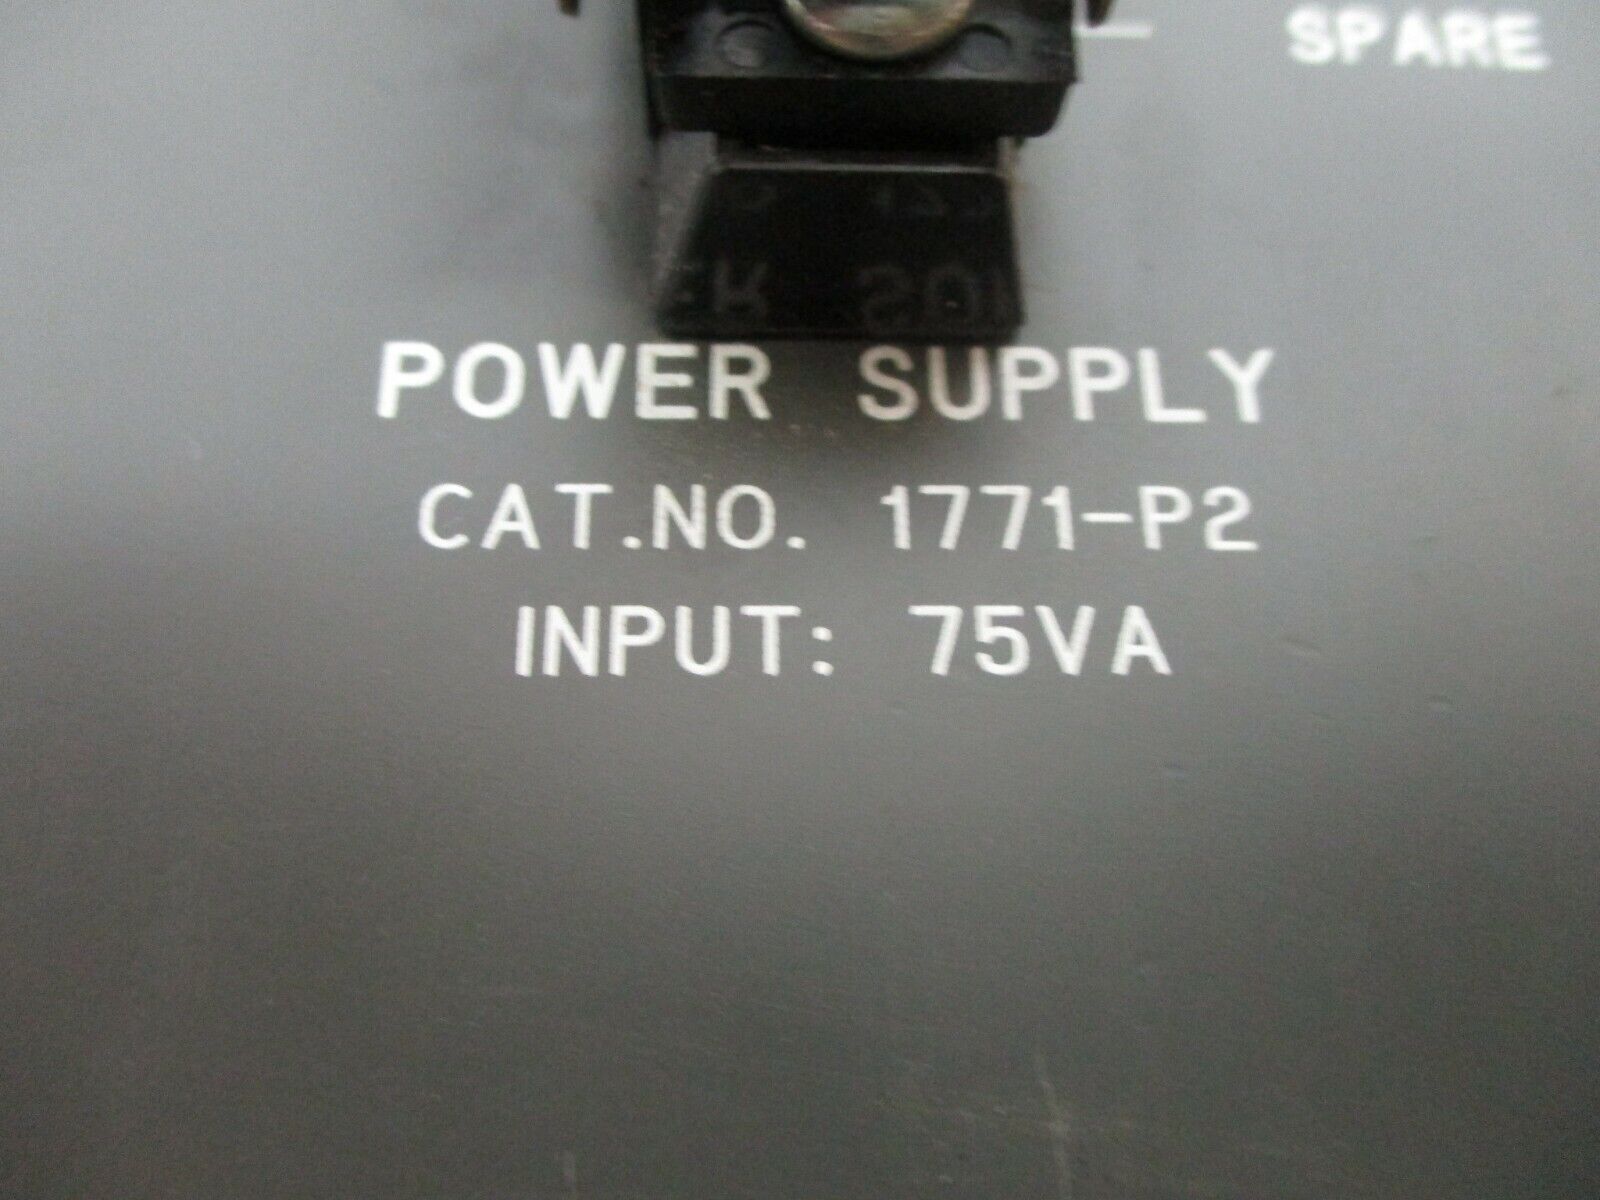 SPARE
POWER SUPPLY
CAT.NO. 1771-P2
INPUT: 75VA